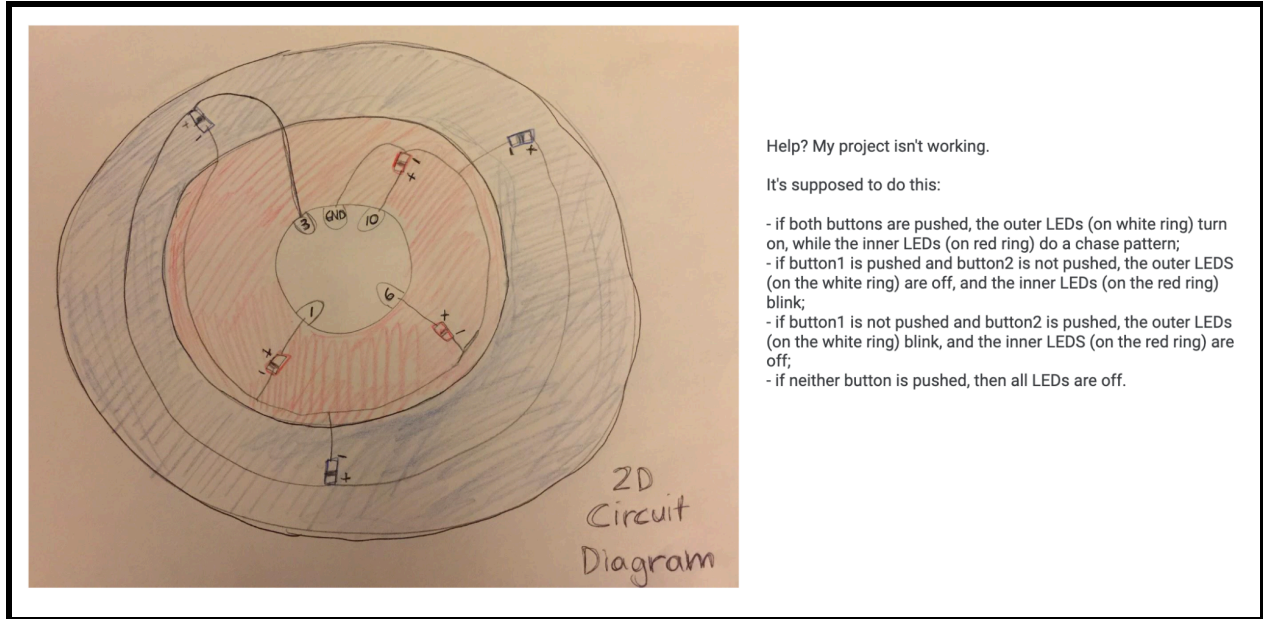 3
GND
10
1
6
+
-
-
+
-
+
+
-
+
-
-
+
2D
Circuit
Diagram
Help? My project isn't working.
It's supposed to do this:
- if both buttons are pushed, the outer LEDs (on white ring) turn
on, while the inner LEDs (on red ring) do a chase pattern;
- if button1 is pushed and button2 is not pushed, the outer LEDS
(on the white ring) are off, and the inner LEDs (on the red ring)
blink;
- if button1 is not pushed and button2 is pushed, the outer LEDs
(on the white ring) blink, and the inner LEDS (on the red ring) are
off;
- if neither button is pushed, then all LEDs are off.